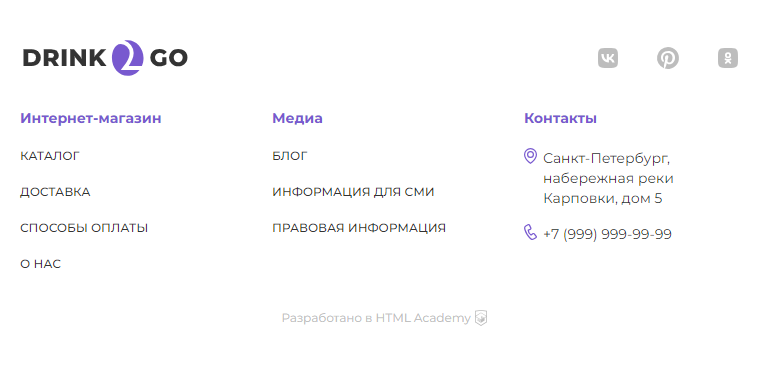 DRINK 2 GO
Интернет-магазин
КАТАЛОГ
ДОСТАВКА
СПОСОБЫ ОПЛАТЫ
О НАС
Медиа
БЛОГ
ИНФОРМАЦИЯ ДЛЯ СМИ
ПРАВОВАЯ ИНФОРМАЦИЯ
Контакты
Санкт-Петербург,
набережная реки
Карповки, дом 5
+7 (999) 999-99-99
Разработано в HTML Academy